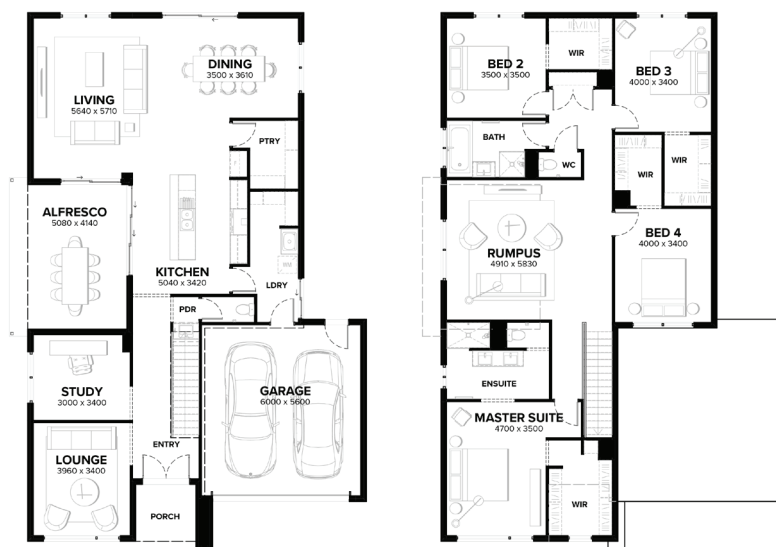 DINING
3500 x 3610
LIVING
5640 x 5710
PTRY
ALFRESCO
5080 x 4140
KITCHEN
5040 x 3420
LDRY
WM
PDR
STUDY
3000 x 3400
GARAGE
6000 x 5600
ENTRY
LOUNGE
3960 x 3400
PORCH
BED 2
3500 x 3500
WIR
BED 3
4000 x 3400
BATH
WC
WIR
WIR
RUMPUS
4910 x 5830
BED 4
4000 x 3400
ENSUITE
MASTER SUITE
4700 x 3500
WIR